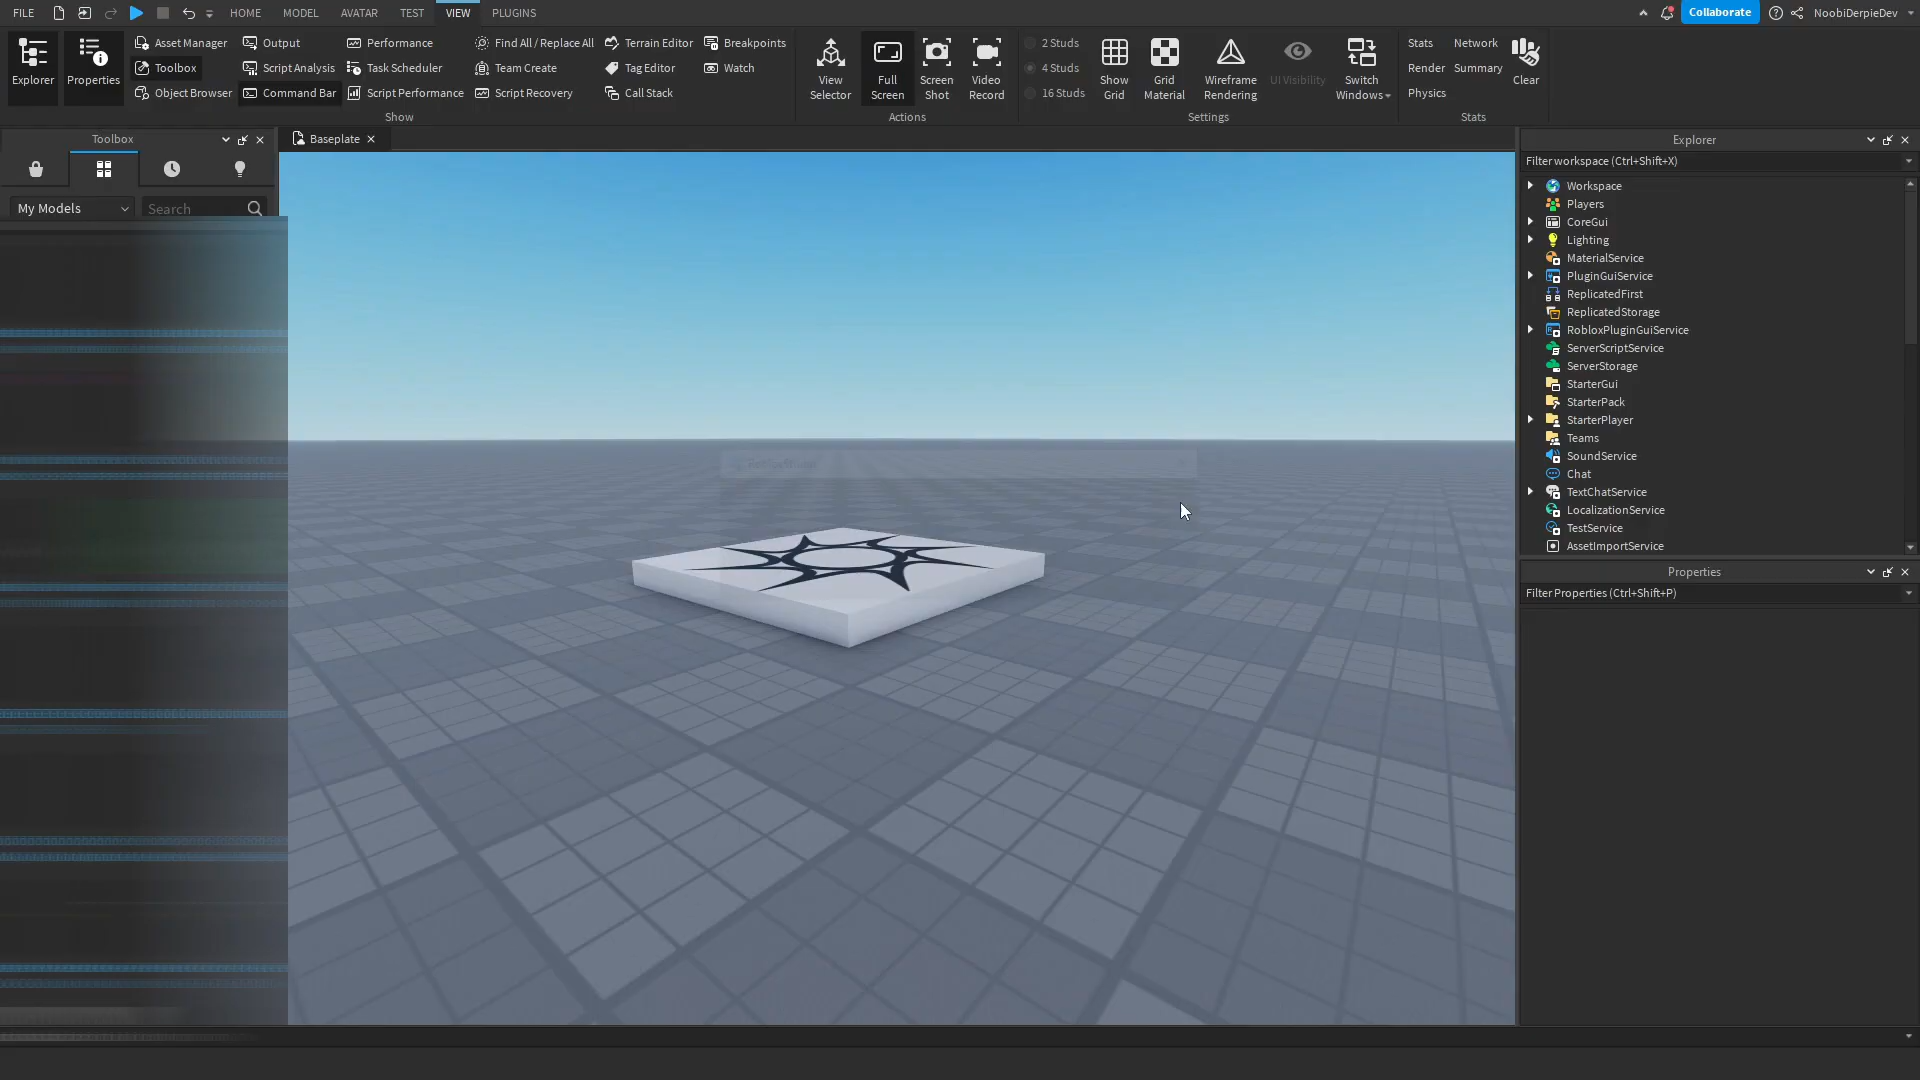 FILE HOME MODEL AVATAR TEST VIEW PLUGINS Collaborate NoobiDerpieDev
Explorer
Properties
Asset Manager Output Performance Find All / Replace All Terrain Editor Breakpoints
Toolbox Script Analysis Task Scheduler Team Create Tag Editor Watch
Object Browser Command Bar Script Performance Script Recovery Call Stack
Show
View
Selector
Full
Screen
Screen
Shot
Video
Record
Actions
2 Studs
4 Studs
16 Studs
Show
Grid
Grid
Material
Wireframe
Rendering
UI Visibility
Switch
Windows
Settings
Stats Network
Render Summary
Physics
Clear
Stats
Toolbox
My Models Search
Baseplate
Explorer
Filter workspace (Ctrl+Shift+X)
Workspace
Players
CoreGui
Lighting
MaterialService
PluginGuiService
ReplicatedFirst
ReplicatedStorage
RobloxPluginGuiService
ServerScriptService
ServerStorage
StarterGui
StarterPack
StarterPlayer
Teams
SoundService
Chat
TextChatService
LocalizationService
TestService
AssetImportService
Properties
Filter Properties (Ctrl+Shift+P)